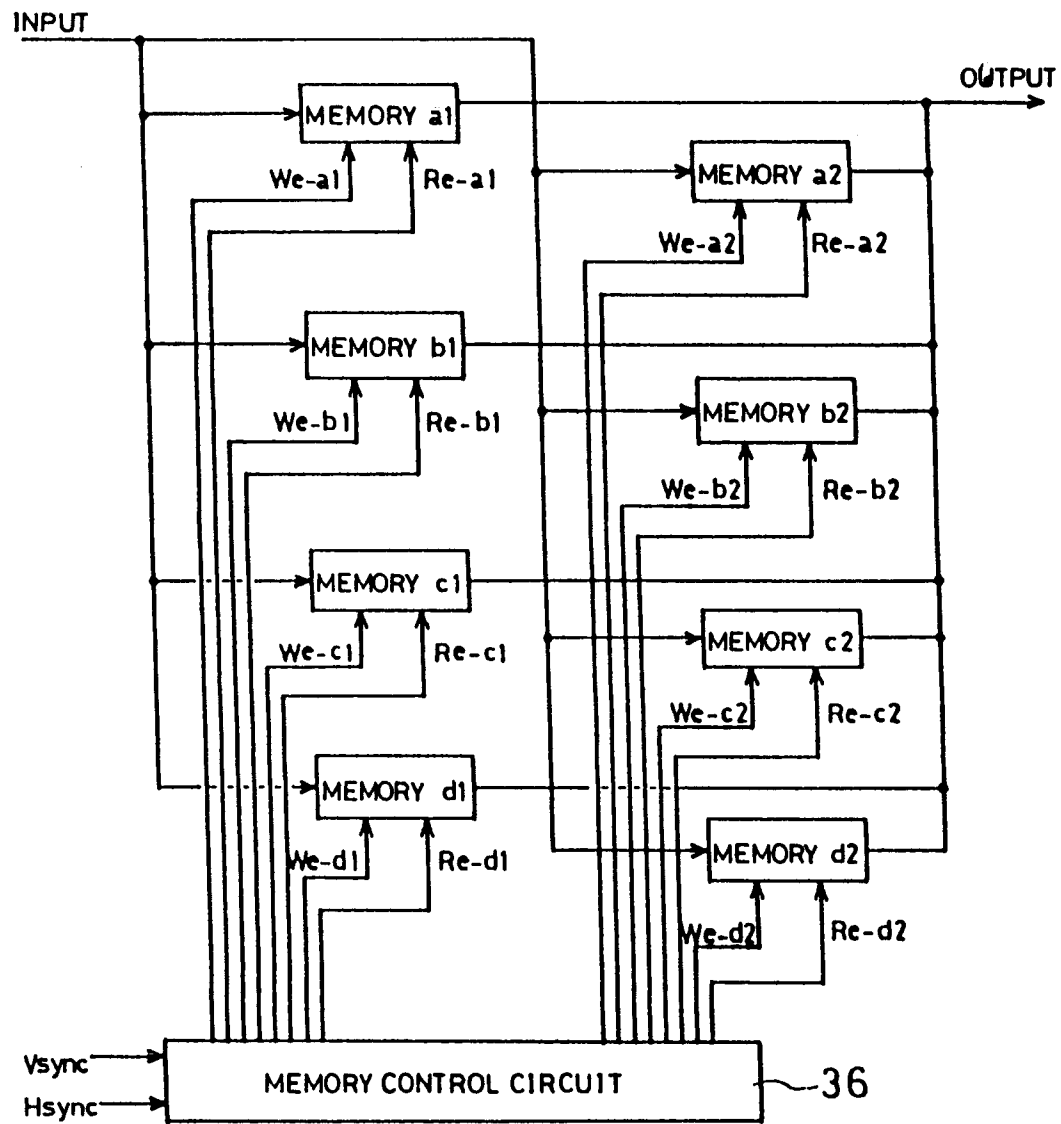 INPUT
OUTPUT
MEMORY a1
We-a1
Re-a1
MEMORY a2
We-a2
Re-a2
MEMORY b1
We-b1
Re-b1
MEMORY b2
We-b2
Re-b2
MEMORY c1
We-c1
Re-c1
MEMORY c2
We-c2
Re-c2
MEMORY d1
We-d1
Re-d1
MEMORY d2
We-d2
Re-d2
Vsync
Hsync
MEMORY CONTROL CIRCUIT
36